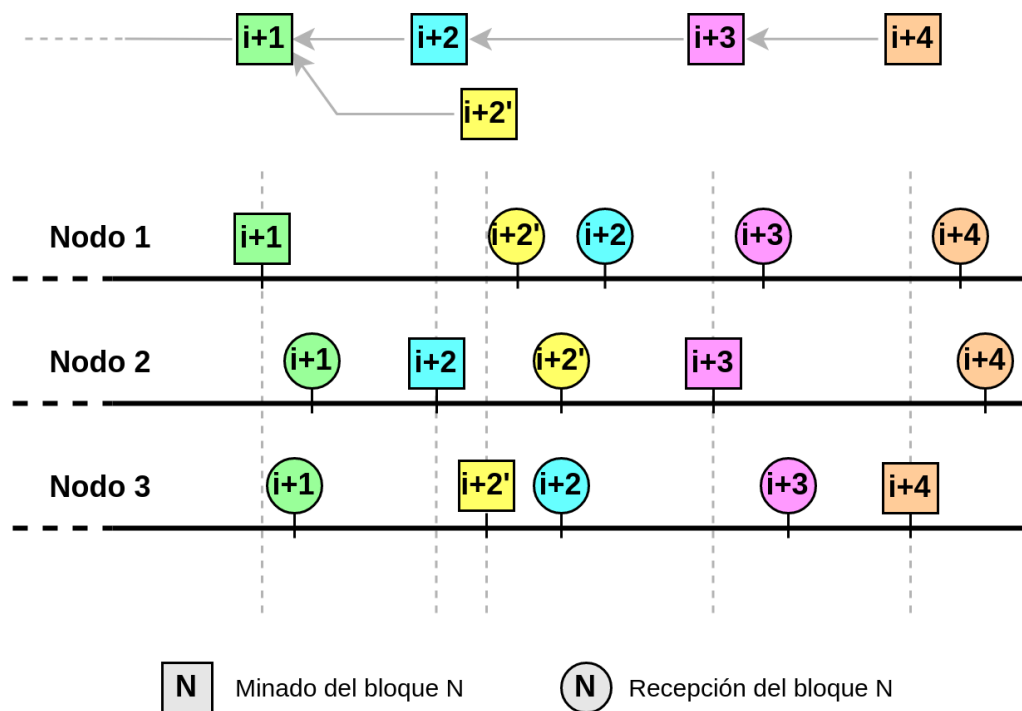 i+1 i+2 i+3 i+4
i+2'
Nodo 1 i+1 i+2' i+2 i+3 i+4
Nodo 2 i+1 i+2 i+2' i+3 i+4
Nodo 3 i+1 i+2' i+2 i+3 i+4
N Minado del bloque N N Recepción del bloque N